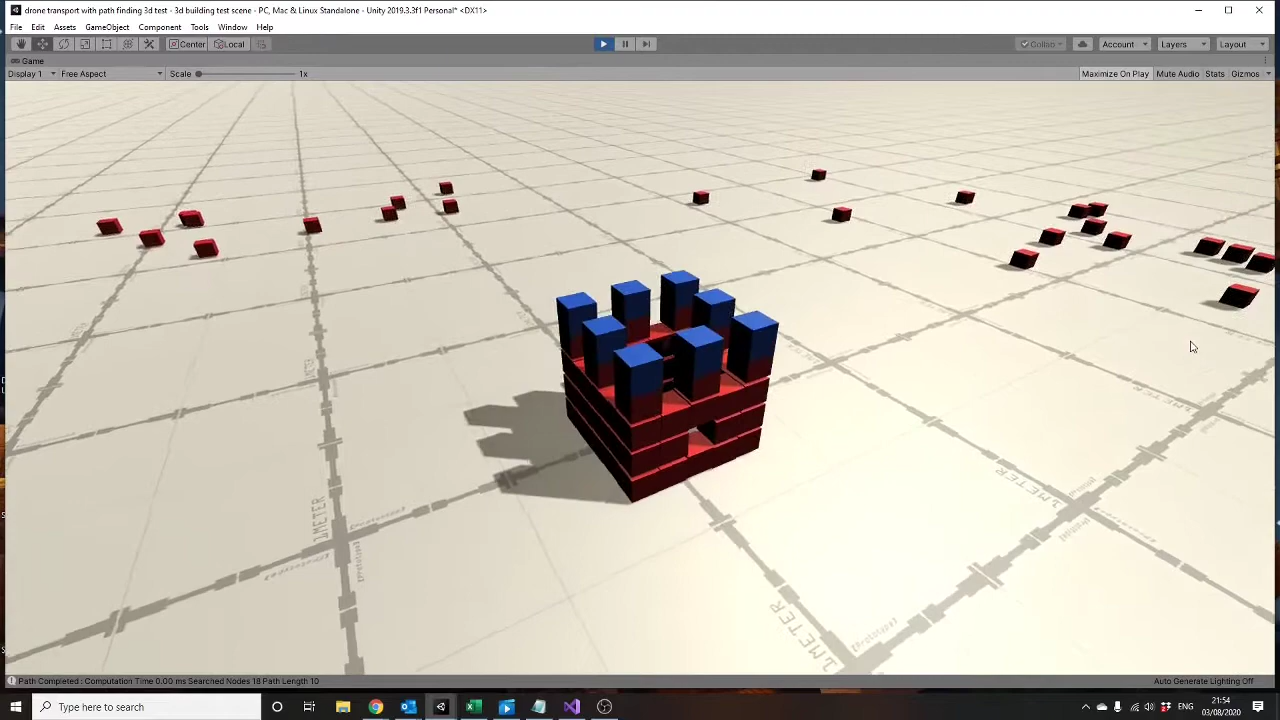 drone transport with path finding 3d test - 3d building test scene - PC, Mac & Linux Standalone - Unity 2019.3.3f1 Personal* <DX11>
File Edit Assets GameObject Component Tools Window Help
Center Local Collab Account Layers Layout
Game
Display 1 Free Aspect Scale 1x Maximize On Play Mute Audio Stats Gizmos
1METER
1METER
1METER
Path Completed : Computation Time 0.00 ms Searched Nodes 18 Path Length 10 Auto Generate Lighting Off
Type here to search
ENG
21:54
03/08/2020